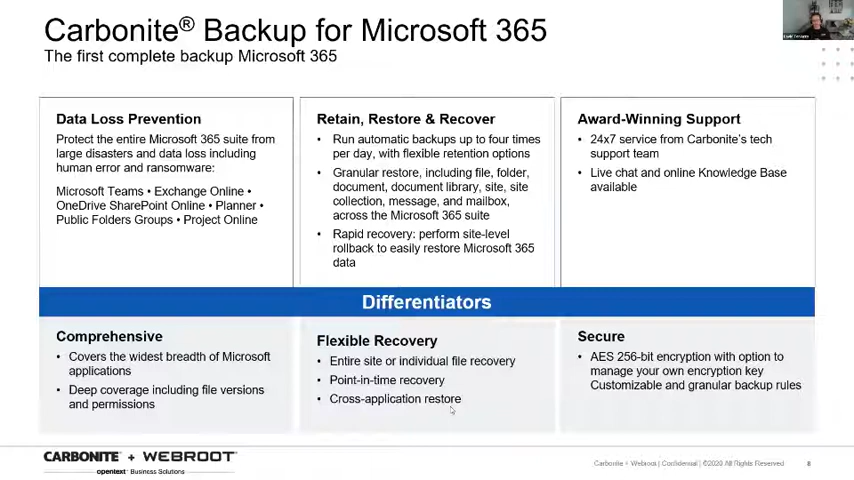 Carbonite® Backup for Microsoft 365
The first complete backup Microsoft 365
Data Loss Prevention
Protect the entire Microsoft 365 suite from
large disasters and data loss including
human error and ransomware:
Microsoft Teams • Exchange Online •
OneDrive SharePoint Online • Planner •
Public Folders Groups • Project Online
Retain, Restore & Recover
• Run automatic backups up to four times
per day, with flexible retention options
• Granular restore, including file, folder,
document, document library, site, site
collection, message, and mailbox,
across the Microsoft 365 suite
• Rapid recovery: perform site-level
rollback to easily restore Microsoft 365
data
Award-Winning Support
• 24x7 service from Carbonite's tech
support team
• Live chat and online Knowledge Base
available
Differentiators
Comprehensive
• Covers the widest breadth of Microsoft
applications
• Deep coverage including file versions
and permissions
Flexible Recovery
• Entire site or individual file recovery
• Point-in-time recovery
• Cross-application restore
Secure
• AES 256-bit encryption with option to
manage your own encryption key
Customizable and granular backup rules
CARBONITE + WEBROOT
opentext Business Solutions
Carbonite + Webroot | Confidential | ©2020 All Rights Reserved
8